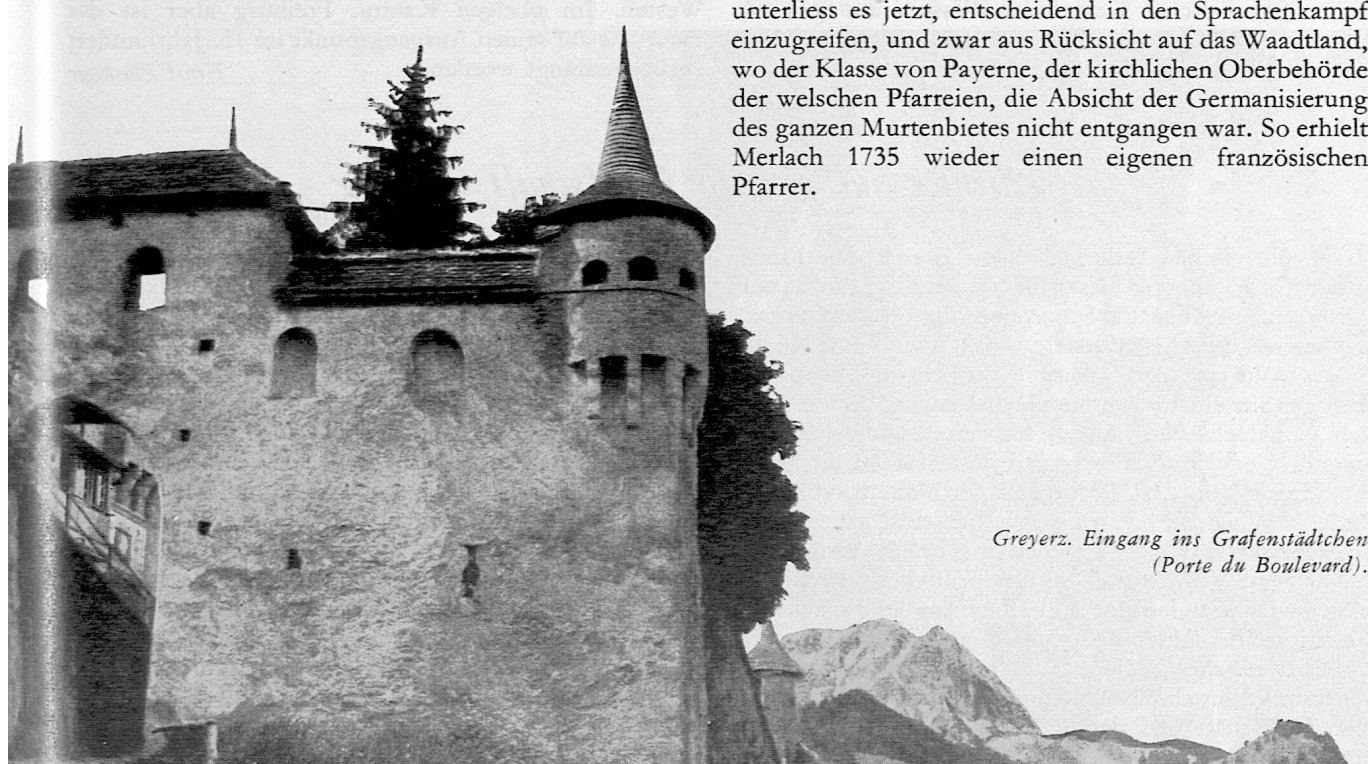 unterliess es jetzt, entscheidend in den Sprachenkampf
einzugreifen, und zwar aus Rücksicht auf das Waadtland,
wo der Klasse von Payerne, der kirchlichen Oberbehörde
der welschen Pfarreien, die Absicht der Germanisierung
des ganzen Murtenbietes nicht entgangen war. So erhielt
Merlach 1735 wieder einen eigenen französischen
Pfarrer.
Greyerz. Eingang ins Grafenstädtchen
(Porte du Boulevard).